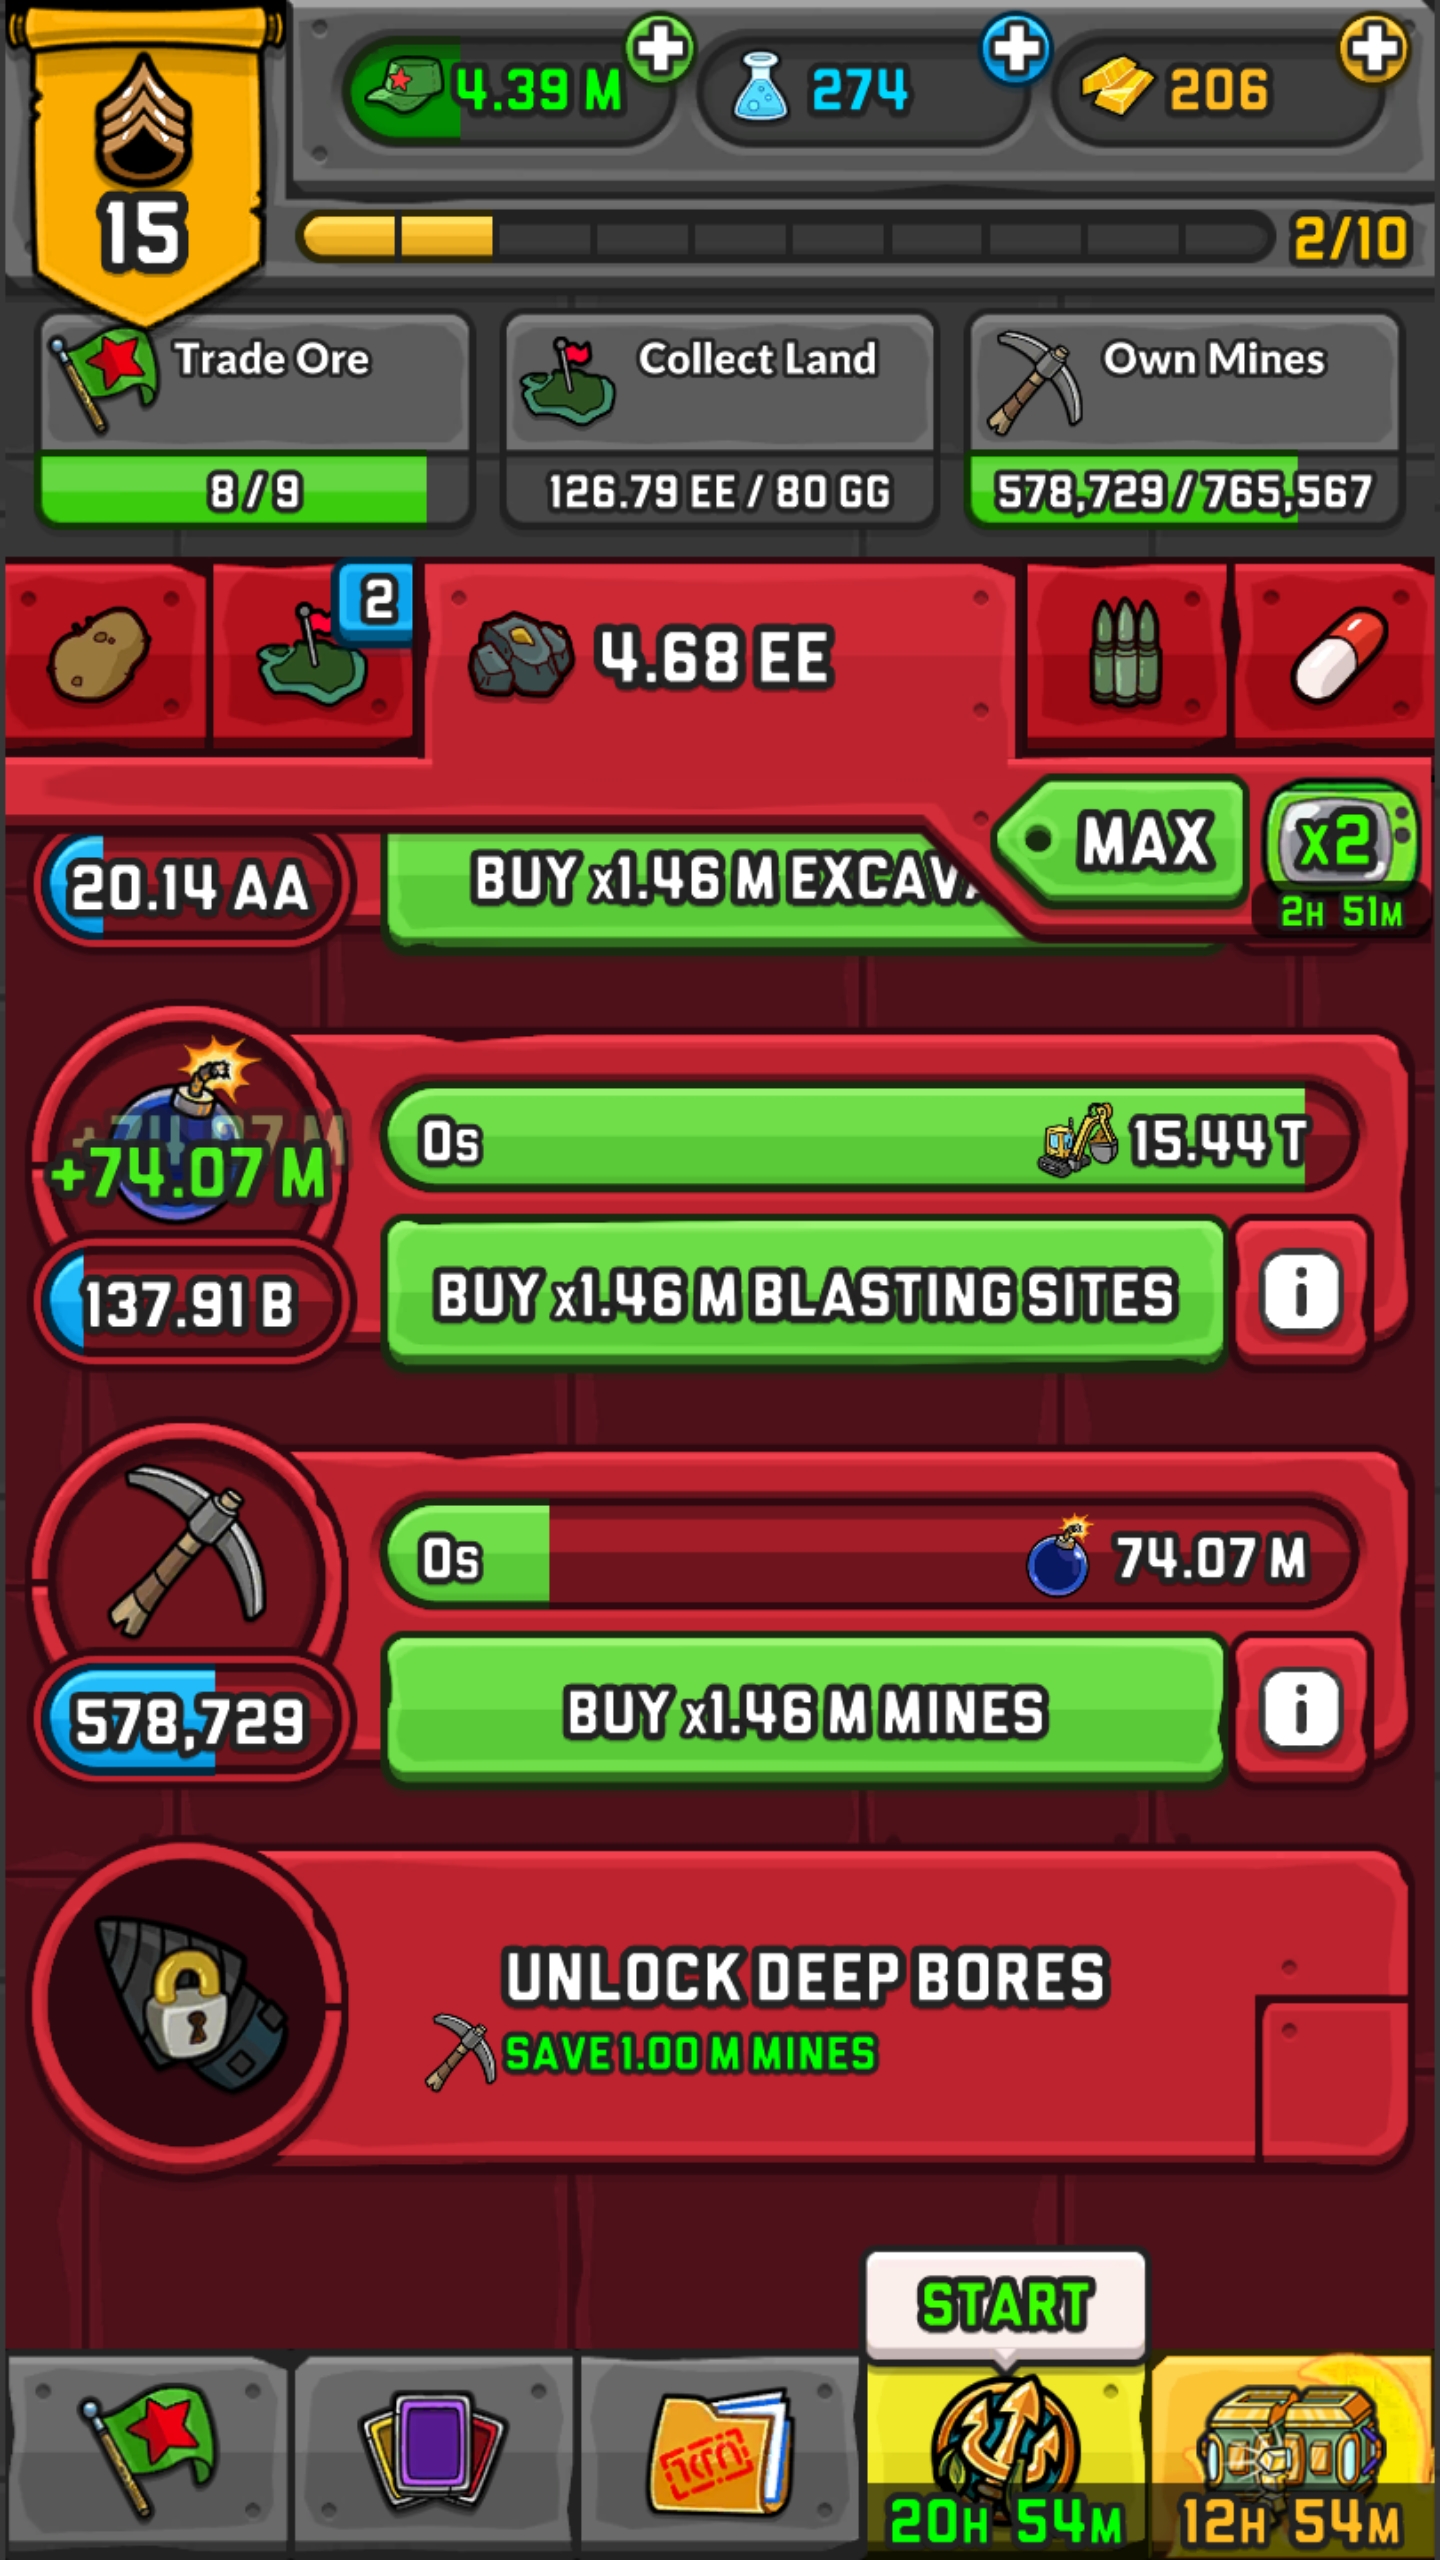 4.39 M
274
206
15
2/10
Trade Ore
Collect Land
Own Mines
8/9
126.79 EE / 80 GG
578,729/765,567
2
4.68 EE
MAX
x2
2H 51M
20.14 AA
BUY x1.46 M EXCAVA
0s
15.44 T
+74.07 M
+74.07 M
137.91 B
BUY x1.46 M BLASTING SITES
i
0s
74.07 M
578,729
BUY x1.46 M MINES
i
UNLOCK DEEP BORES
SAVE 1.00 M MINES
START
20H 54M
12H 54M